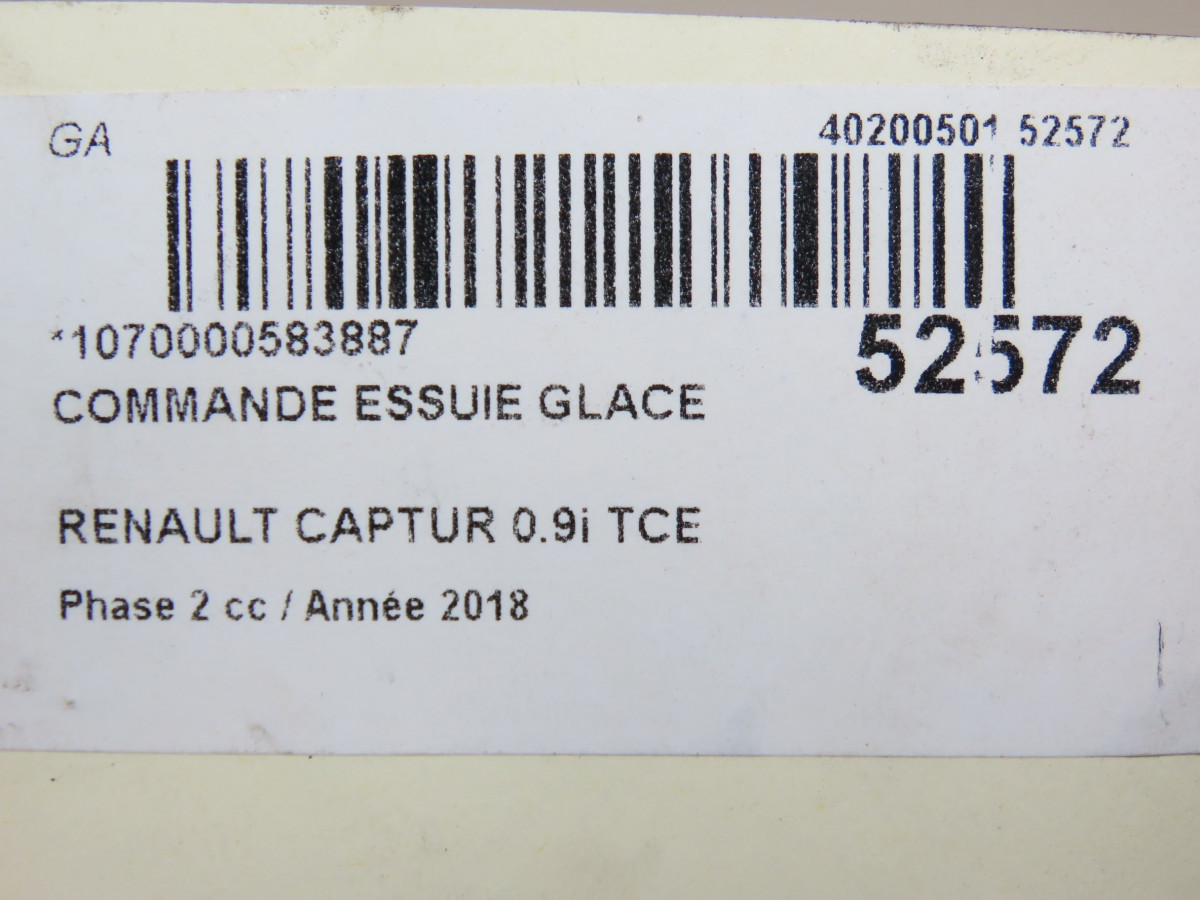 GA
40200501 52572
*1070000583887
52572
COMMANDE ESSUIE GLACE
RENAULT CAPTUR 0.9i TCE
Phase 2 cc / Année 2018